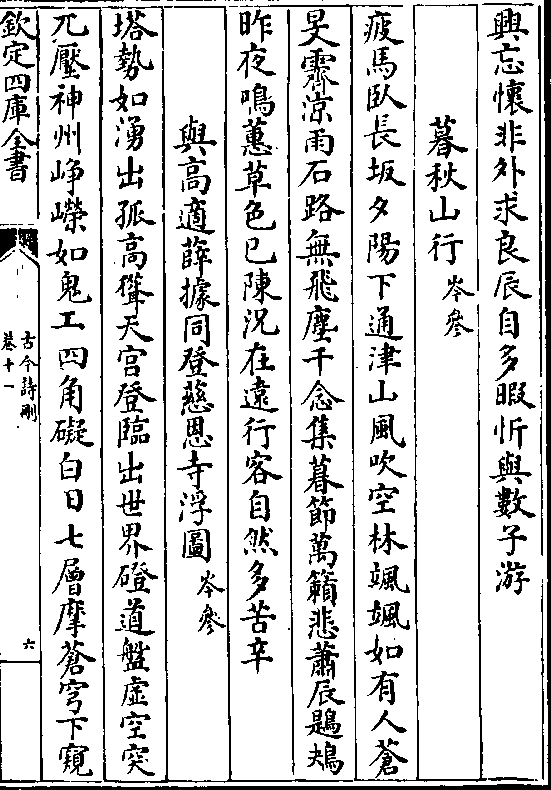 興忘懷非外求良辰自多暇忻與數子游
暮秋山行 岑參
疲馬臥長坂夕陽下通津山風吹空林颯颯如有人蒼
旻霽涼雨石路無飛塵千念集暮節萬籟悲蕭辰鶗鴂
昨夜鳴蕙草色已陳況在遠行客自然多苦辛
與高適薛據同登慈恩寺浮圖 岑參
塔勢如湧出孤高聳天宮登臨出世界磴道盤虛空突
兀壓神州崢嶸如鬼工四角礙白日七層摩蒼穹下窺
欽定四庫全書
古今詩刪
卷十一
六